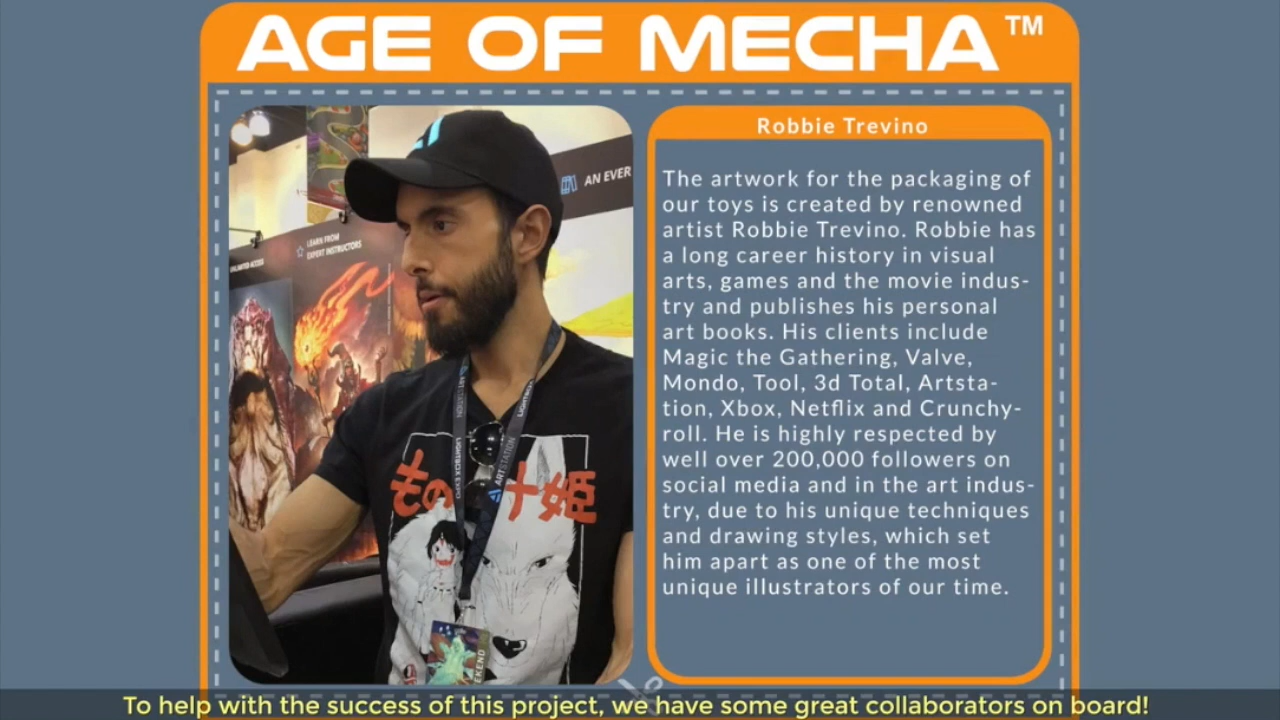 AGE OF MECHA™
AN EVER
LEARN FROM
EXPERT INSTRUCTORS
UNLIMITED ACCESS
ARTSTATION
LIGHTBOX EXPO
ARTSTATION
もの
姫
Robbie Trevino
The artwork for the packaging of
our toys is created by renowned
artist Robbie Trevino. Robbie has
a long career history in visual
arts, games and the movie indus-
try and publishes his personal
art books. His clients include
Magic the Gathering, Valve,
Mondo, Tool, 3d Total, Artsta-
tion, Xbox, Netflix and Crunchy-
roll. He is highly respected by
well over 200,000 followers on
social media and in the art indus-
try, due to his unique techniques
and drawing styles, which set
him apart as one of the most
unique illustrators of our time.
To help with the success of this project, we have some great collaborators on board!